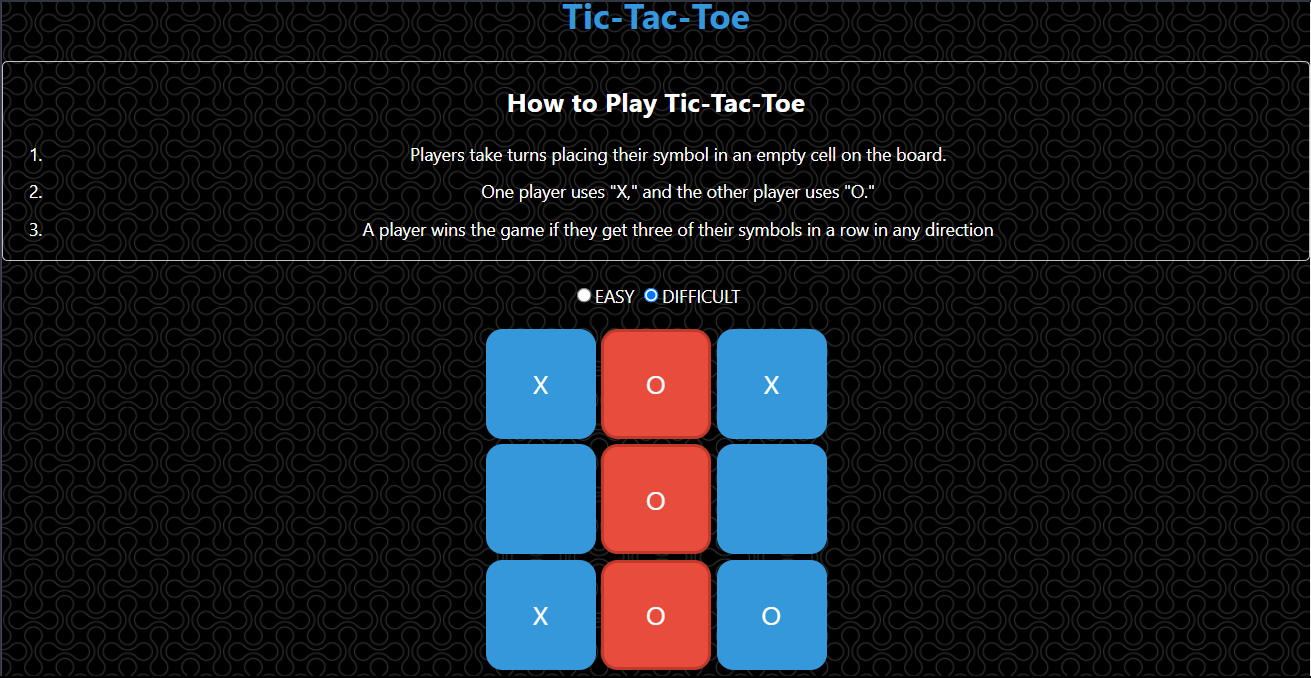 Tic-Tac-Toe
How to Play Tic-Tac-Toe
1. Players take turns placing their symbol in an empty cell on the board.
2. One player uses "X," and the other player uses "O."
3. A player wins the game if they get three of their symbols in a row in any direction
EASY DIFFICULT
X O X
O
X O O